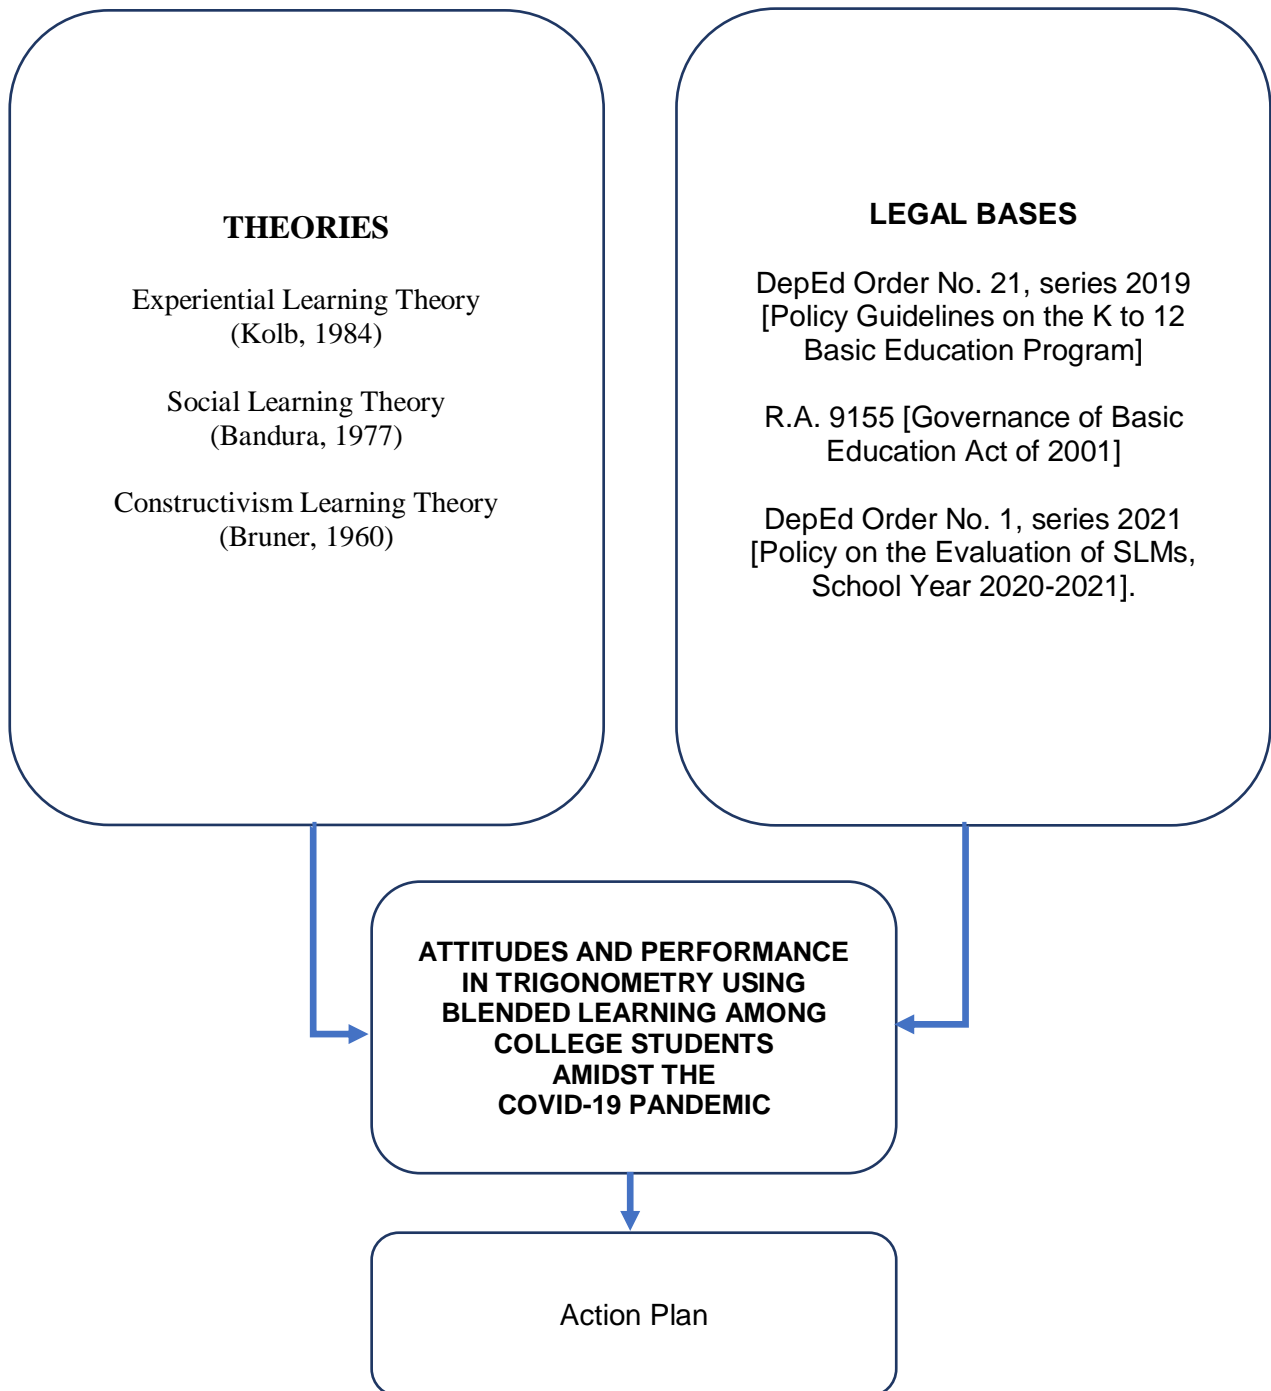 THEORIES
Experiential Learning Theory
(Kolb, 1984)
Social Learning Theory
(Bandura, 1977)
Constructivism Learning Theory
(Bruner, 1960)
LEGAL BASES
DepEd Order No. 21, series 2019
[Policy Guidelines on the K to 12
Basic Education Program]
R.A. 9155 [Governance of Basic
Education Act of 2001]
DepEd Order No. 1, series 2021
[Policy on the Evaluation of SLMs,
School Year 2020-2021].
ATTITUDES AND PERFORMANCE
IN TRIGONOMETRY USING
BLENDED LEARNING AMONG
COLLEGE STUDENTS
AMIDST THE
COVID-19 PANDEMIC
Action Plan